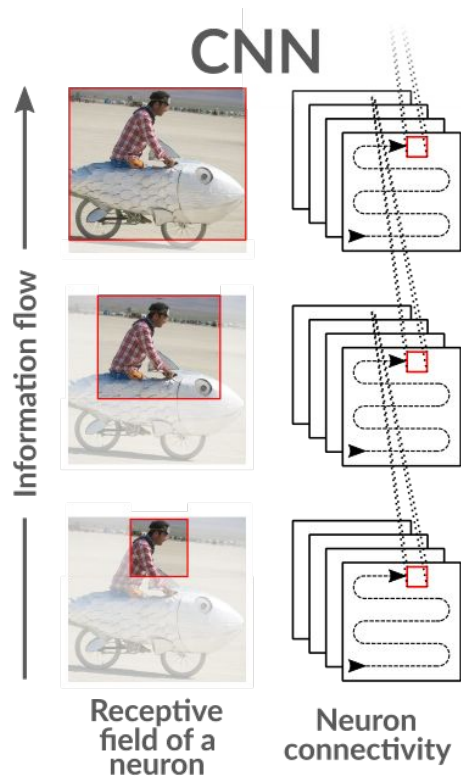 CNN
Information flow
Receptive
field of a
neuron
Neuron
connectivity